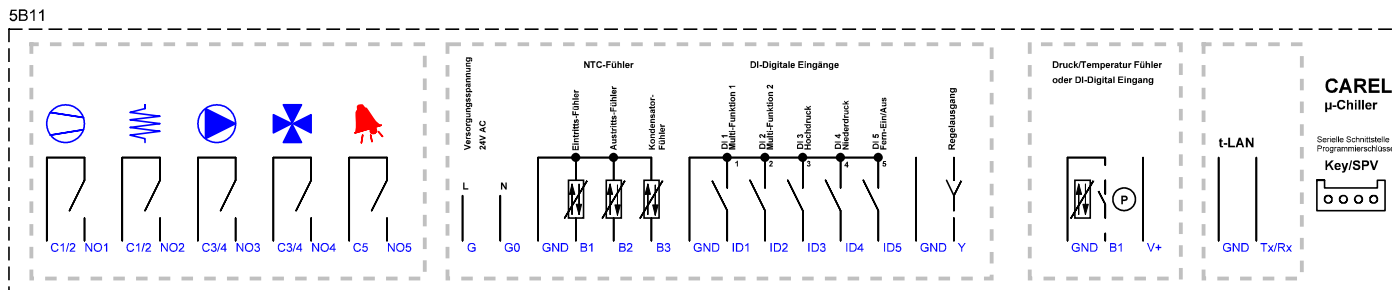 5B11
NTC-Fühler
DI-Digitale Eingänge
Druck/Temperatur Fühler
oder DI-Digital Eingang
CAREL
µ-Chiller
Serielle Schnittstelle
Programmierschlüsse
Key/SPV
t-LAN
Versorgungsspannung
24V AC
Eintritts-Fühler
Austritts-Fühler
Kondensator-
Fühler
DI 1
Multi-Funktion 1
DI 2
Multi-Funktion 2
DI 3
Hochdruck
DI 4
Niederdruck
DI 5
Fern-Ein/Aus
Regelausgang
1
2
3
4
5
L
N
P
C1/2 NO1
C1/2 NO2
C3/4 NO3
C3/4 NO4
C5 NO5
G
G0
GND B1 B2 B3
GND ID1 ID2 ID3 ID4 ID5
GND Y
GND B1 V+
GND Tx/Rx